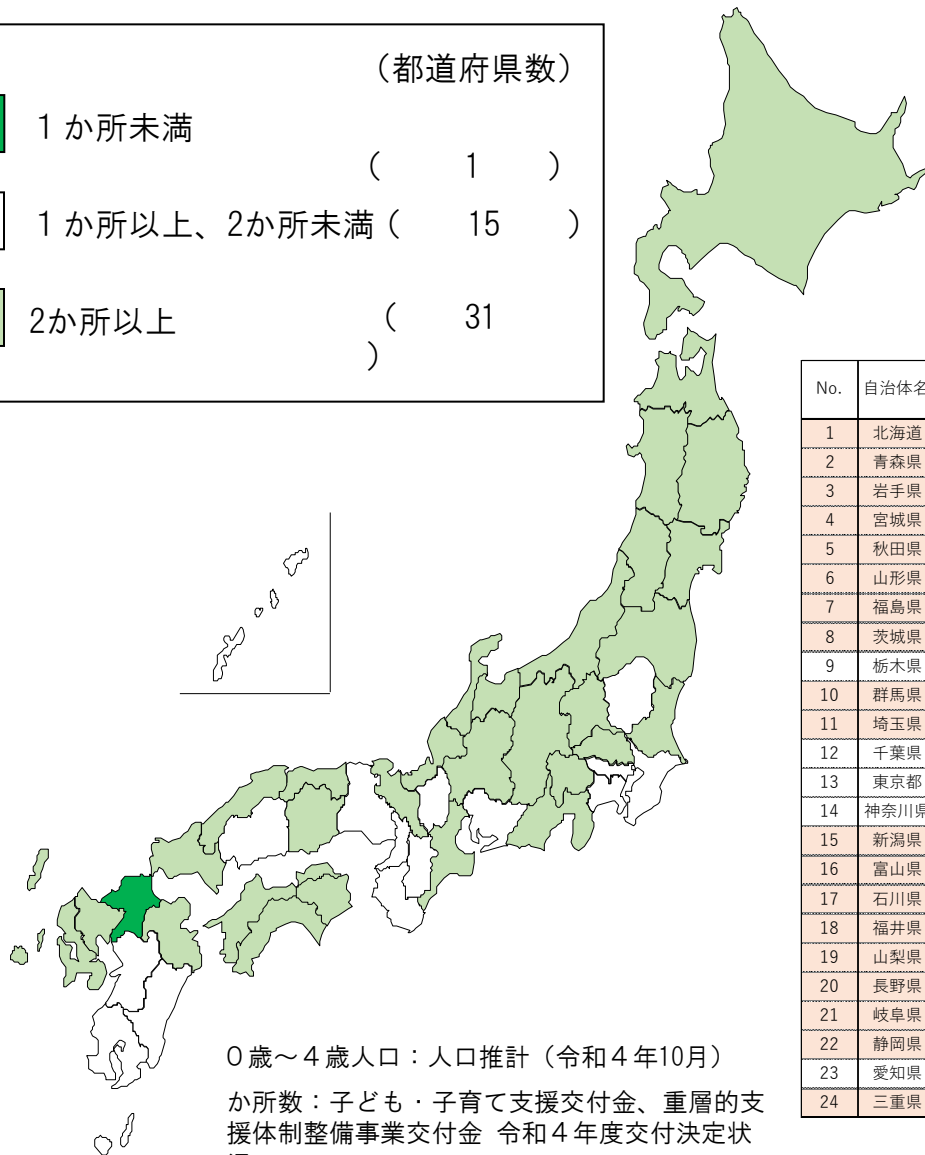 （都道府県数）
１か所未満
（　1　）
１か所以上、2か所未満（　15　）
2か所以上　（　31
）
No. 自治体名
1 北海道
2 青森県
3 岩手県
4 宮城県
5 秋田県
6 山形県
7 福島県
8 茨城県
9 栃木県
10 群馬県
11 埼玉県
12 千葉県
13 東京都
14 神奈川県
15 新潟県
16 富山県
17 石川県
18 福井県
19 山梨県
20 長野県
21 岐阜県
22 静岡県
23 愛知県
24 三重県
０歳～４歳人口：人口推計（令和４年10月）
か所数：子ども・子育て支援交付金、重層的支
援体制整備事業交付金 令和４年度交付決定状